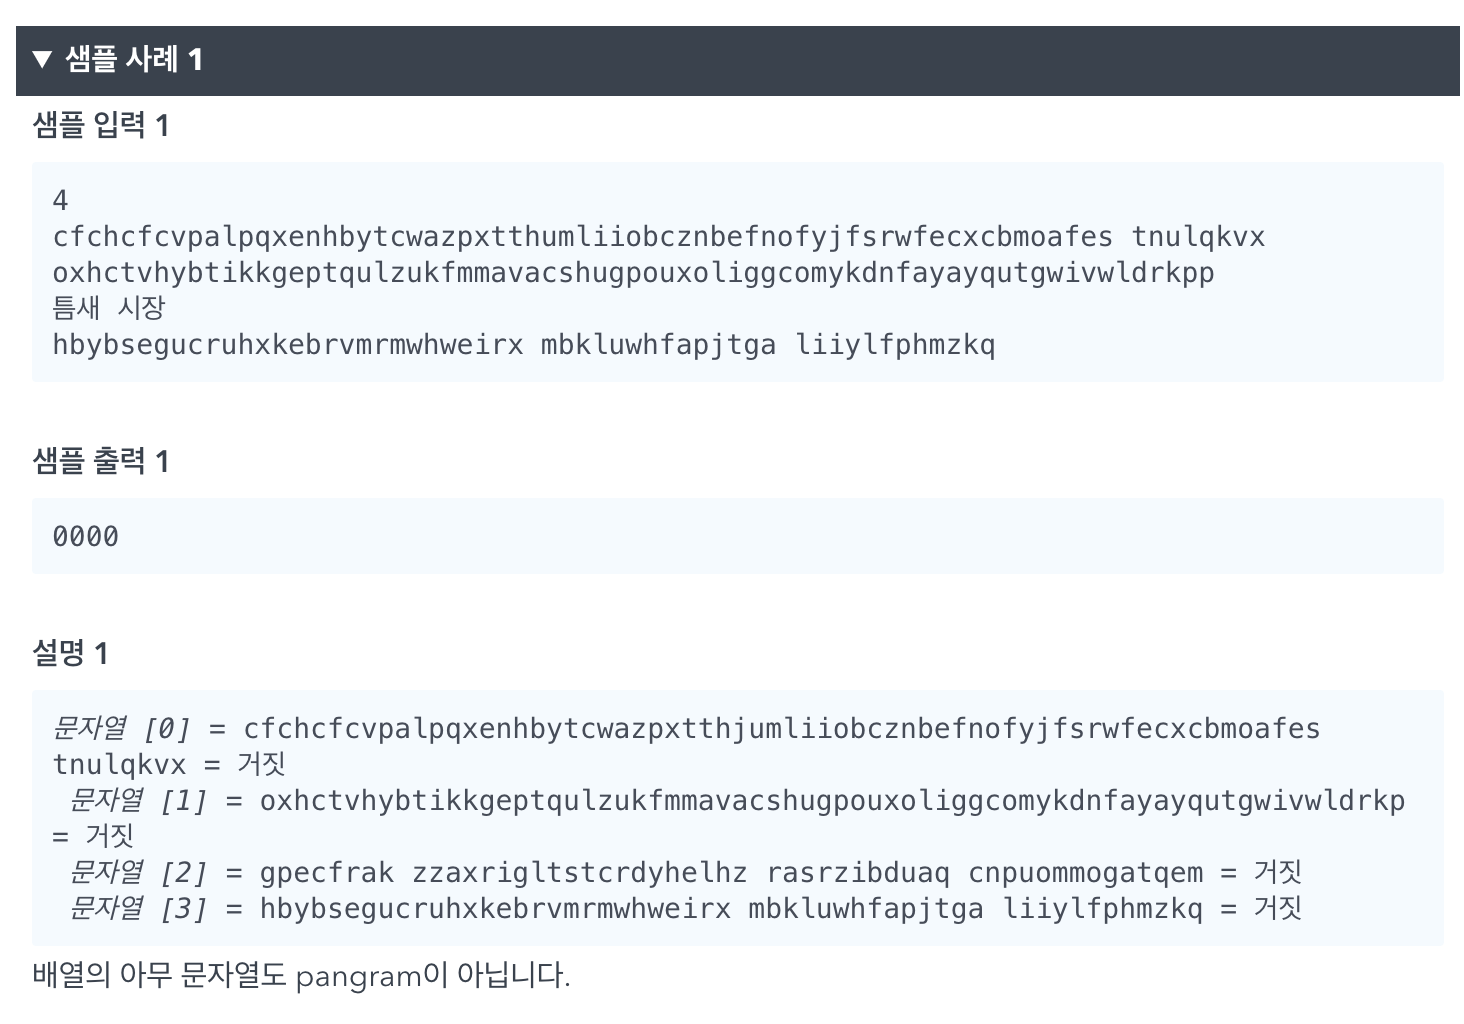 ▼ 샘플 사례 1
샘플 입력 1
4
cfchcfcvpalpqxenhbytcwazpxtthumliiobcznbefnofyjfsrwfecxcbmoafes tnulqkvx
oxhctvhybtikkgeptqulzukfmmavacshugpouxoliggcomykdnfayayqutgwivwldrkpp
틈새 시장
hbybsegucruhxkebrvmrmwhweirx mbkluwhfapjtga liiylfphmzkq
샘플 출력 1
0000
설명 1
문자열 [0] = cfchcfcvpalpqxenhbytcwazpxtthjumliiobcznbefnofyjfsrwfecxcbmoafes
tnulqkvx = 거짓
문자열 [1] = oxhctvhybtikkgeptqulzukfmmavacshugpouxoliggcomykdnfayayqutgwivwldrkp
= 거짓
문자열 [2] = gpecfrak zzaxrigltstcrdyhelhz rasrzibduaq cnpuommogatqem = 거짓
문자열 [3] = hbybsegucruhxkebrvmrmwhweirx mbkluwhfapjtga liiylfphmzkq = 거짓
배열의 아무 문자열도 pangram이 아닙니다.